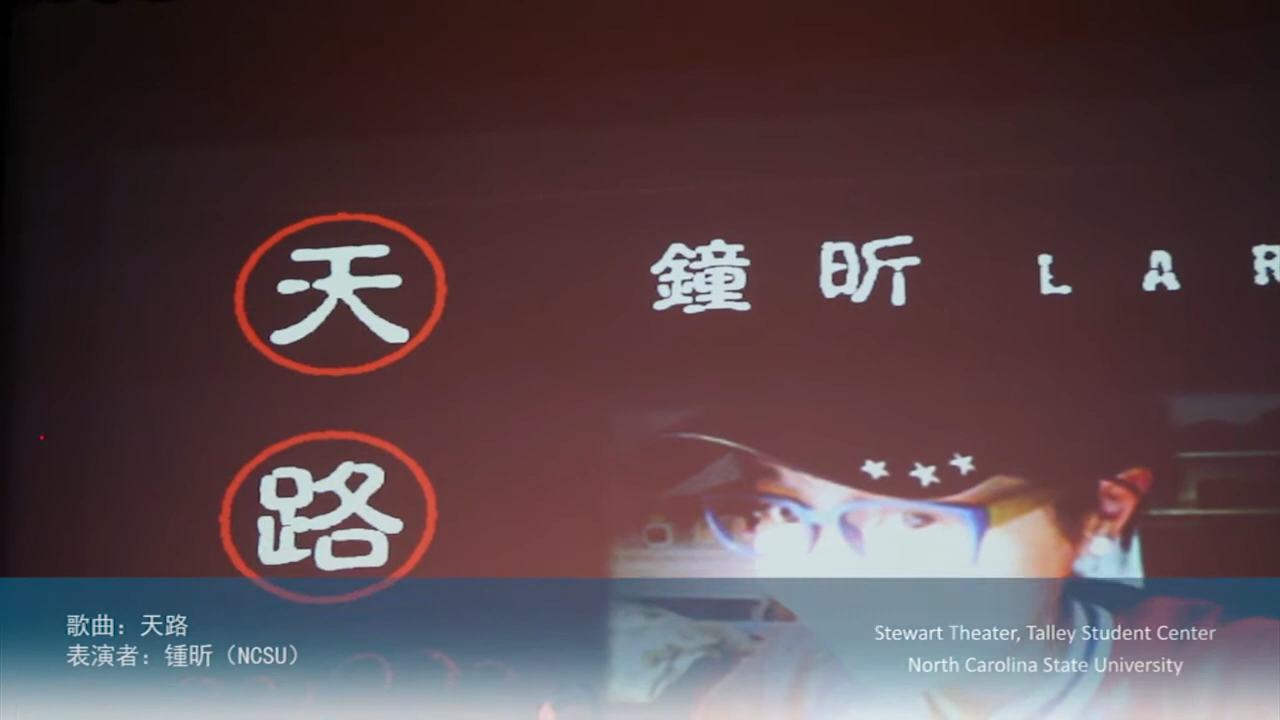 天
路
鐘昕 LAR
歌曲：天路
表演者：锺昕（NCSU）
Stewart Theater, Talley Student Center
North Carolina State University